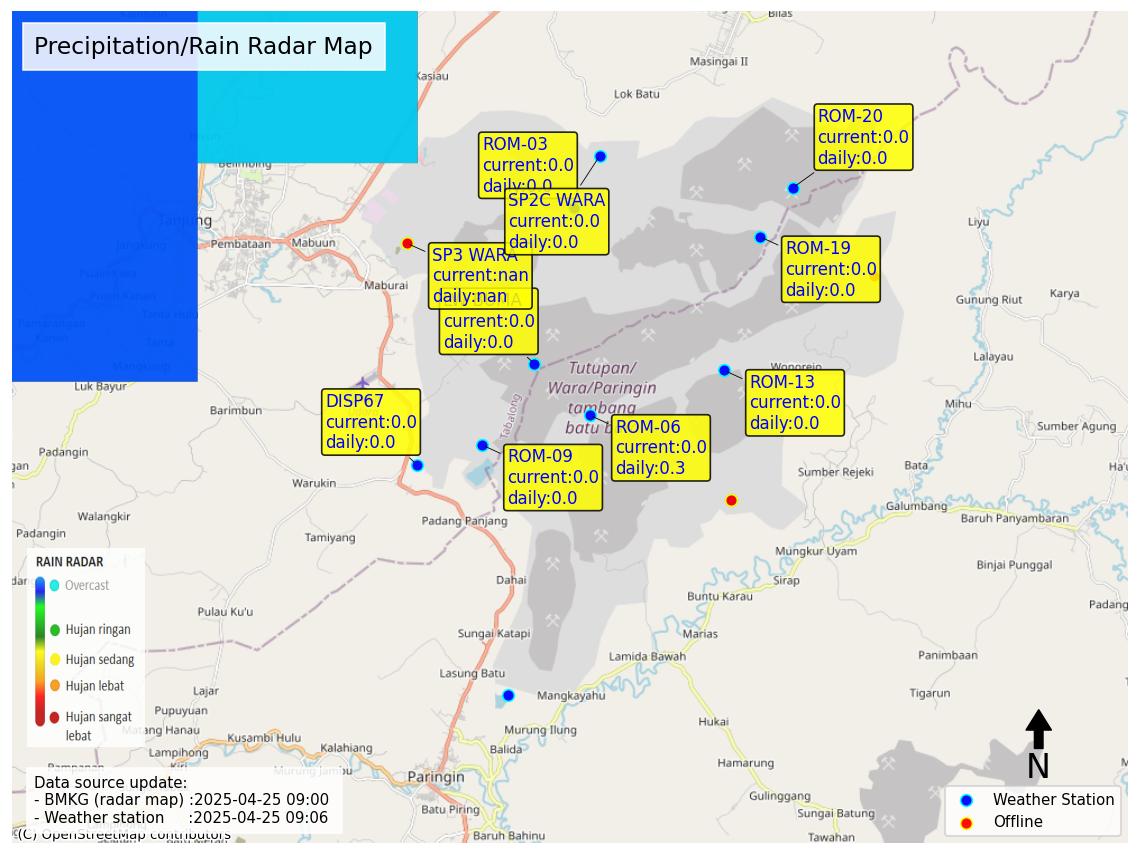 Precipitation/Rain Radar Map
Bilas
Masingai II
Kasiau
Lok Batu
ROM-20
current:0.0
daily:0.0
ROM-03
current:0.0
daily:0.0
Belimbing
SP2C WARA
current:0.0
daily:0.0
Tanjung
Liyu
Pembataan
Mabuun
ROM-19
current:0.0
daily:0.0
SP3 WARA
current:nan
daily:nan
Maburai
Gunung Riut
Karya
current:0.0
daily:0.0
Lalayau
Tutupan/
Wara/Paringin
tambang
batu b
Wonorejo
ROM-13
current:0.0
daily:0.0
Luk Bayur
Mihu
DISP67
current:0.0
daily:0.0
Barimbun
Tabalong
ROM-06
current:0.0
daily:0.3
Sumber Agung
ROM-09
current:0.0
daily:0.0
Padangin
Bata
Sumber Rejeki
Warukin
Galumbang
Walangkir
Padang Panjang
Baruh Panyambaran
Padangin
Tamiyang
Mungkur Uyam
Binjai Punggal
RAIN RADAR
Overcast
Hujan ringan
Hujan sedang
Hujan lebat
Hujan sangat
lebat
Dahai
Sirap
Buntu Karau
Padang
Pulau Ku'u
Sungai Katapi
Marias
Lamida Bawah
Panimbaan
Lasung Batu
Lajar
Mangkayahu
Tigarun
Pupuyuan
Matang Hanau
Murung Ilung
Hukai
Kusambi Hulu
Lampihong
Kalahiang
Balida
Hamarung
Murung Jambu
Paringin
Gulinggang
Batu Piring
Sungai Batung
Baruh Bahinu
Tawahan
N
Data source update:
- BMKG (radar map) :2025-04-25 09:00
- Weather station :2025-04-25 09:06
(C) OpenStreetMap contributors
Weather Station
Offline